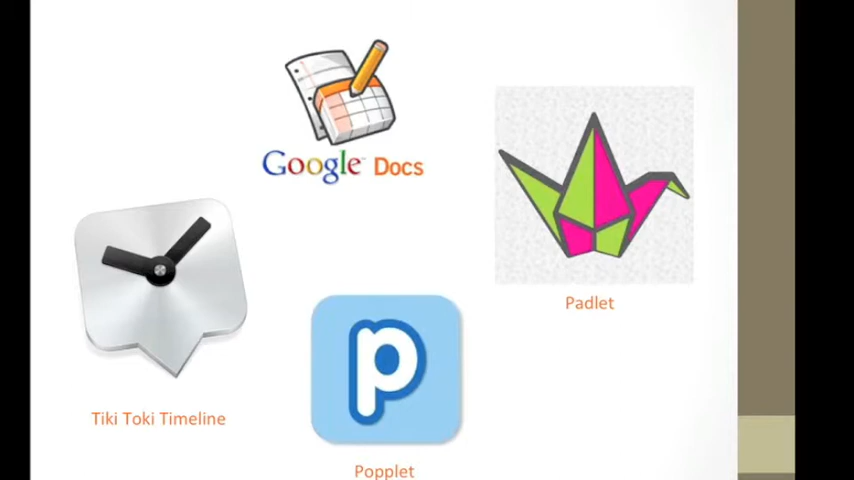 Google Docs
Padlet
Tiki Toki Timeline
p
Popplet